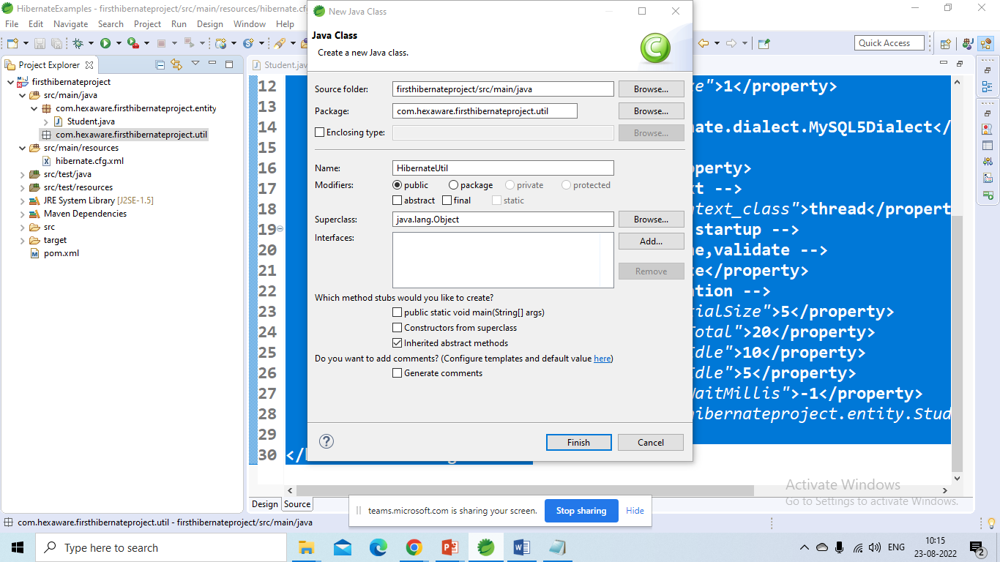 HibernateExamples - firsthibernateproject/src/main/resources/hibernate.cf
New Java Class
File Edit Navigate Search Project Run Design Window Help
Quick Access
Java Class
Create a new Java class.
Project Explorer
firsthibernateproject
src/main/java
com.hexaware.firsthibernateproject.entity
Student.java
com.hexaware.firsthibernateproject.util
src/main/resources
hibernate.cfg.xml
src/test/java
src/test/resources
JRE System Library [J2SE-1.5]
Maven Dependencies
src
target
pom.xml
Student.jav
Source folder: firsthibernateproject/src/main/java Browse...
Package: com.hexaware.firsthibernateproject.util Browse...
Enclosing type: Browse...
Name: HibernateUtil
Modifiers: public package private protected
abstract final static
Superclass: java.lang.Object Browse...
Interfaces: Add...
Remove
Which method stubs would you like to create?
public static void main(String[] args)
Constructors from superclass
Inherited abstract methods
Do you want to add comments? (Configure templates and default value here)
Generate comments
Finish Cancel
12 e">1</property>
13
14 nate.dialect.MySQL5Dialect</
15
16 perty>
17 t -->
18 ntext_class">thread</propert
19 startup -->
20 e,validate -->
21 e</property>
22 tion -->
23 ialSize">5</property>
24 Total">20</property>
25 dle">10</property>
26 dle">5</property>
27 WaitMillis">-1</property>
28 hibernateproject.entity.Stud
29
30 </
Design Source
Activate Windows
Go to Settings to activate Windows.
teams.microsoft.com is sharing your screen. Stop sharing Hide
com.hexaware.firsthibernateproject.util - firsthibernateproject/src/main/java
Type here to search
ENG
10:15
23-08-2022
2